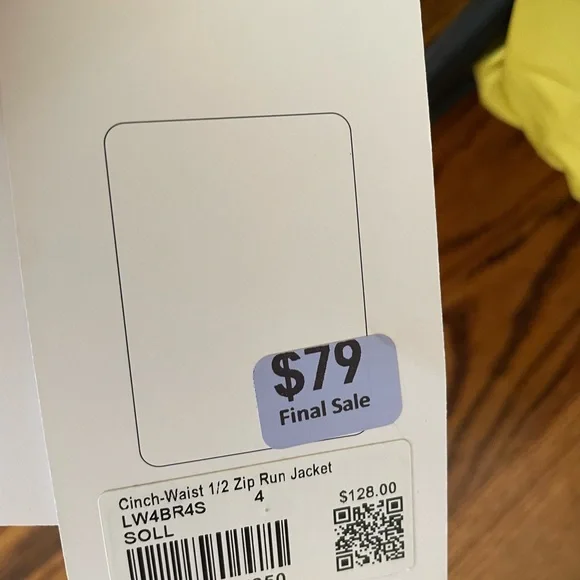 $79
Final Sale
Cinch-Waist 1/2 Zip Run Jacket
LW4BR4S 4 $128.00
SOLL